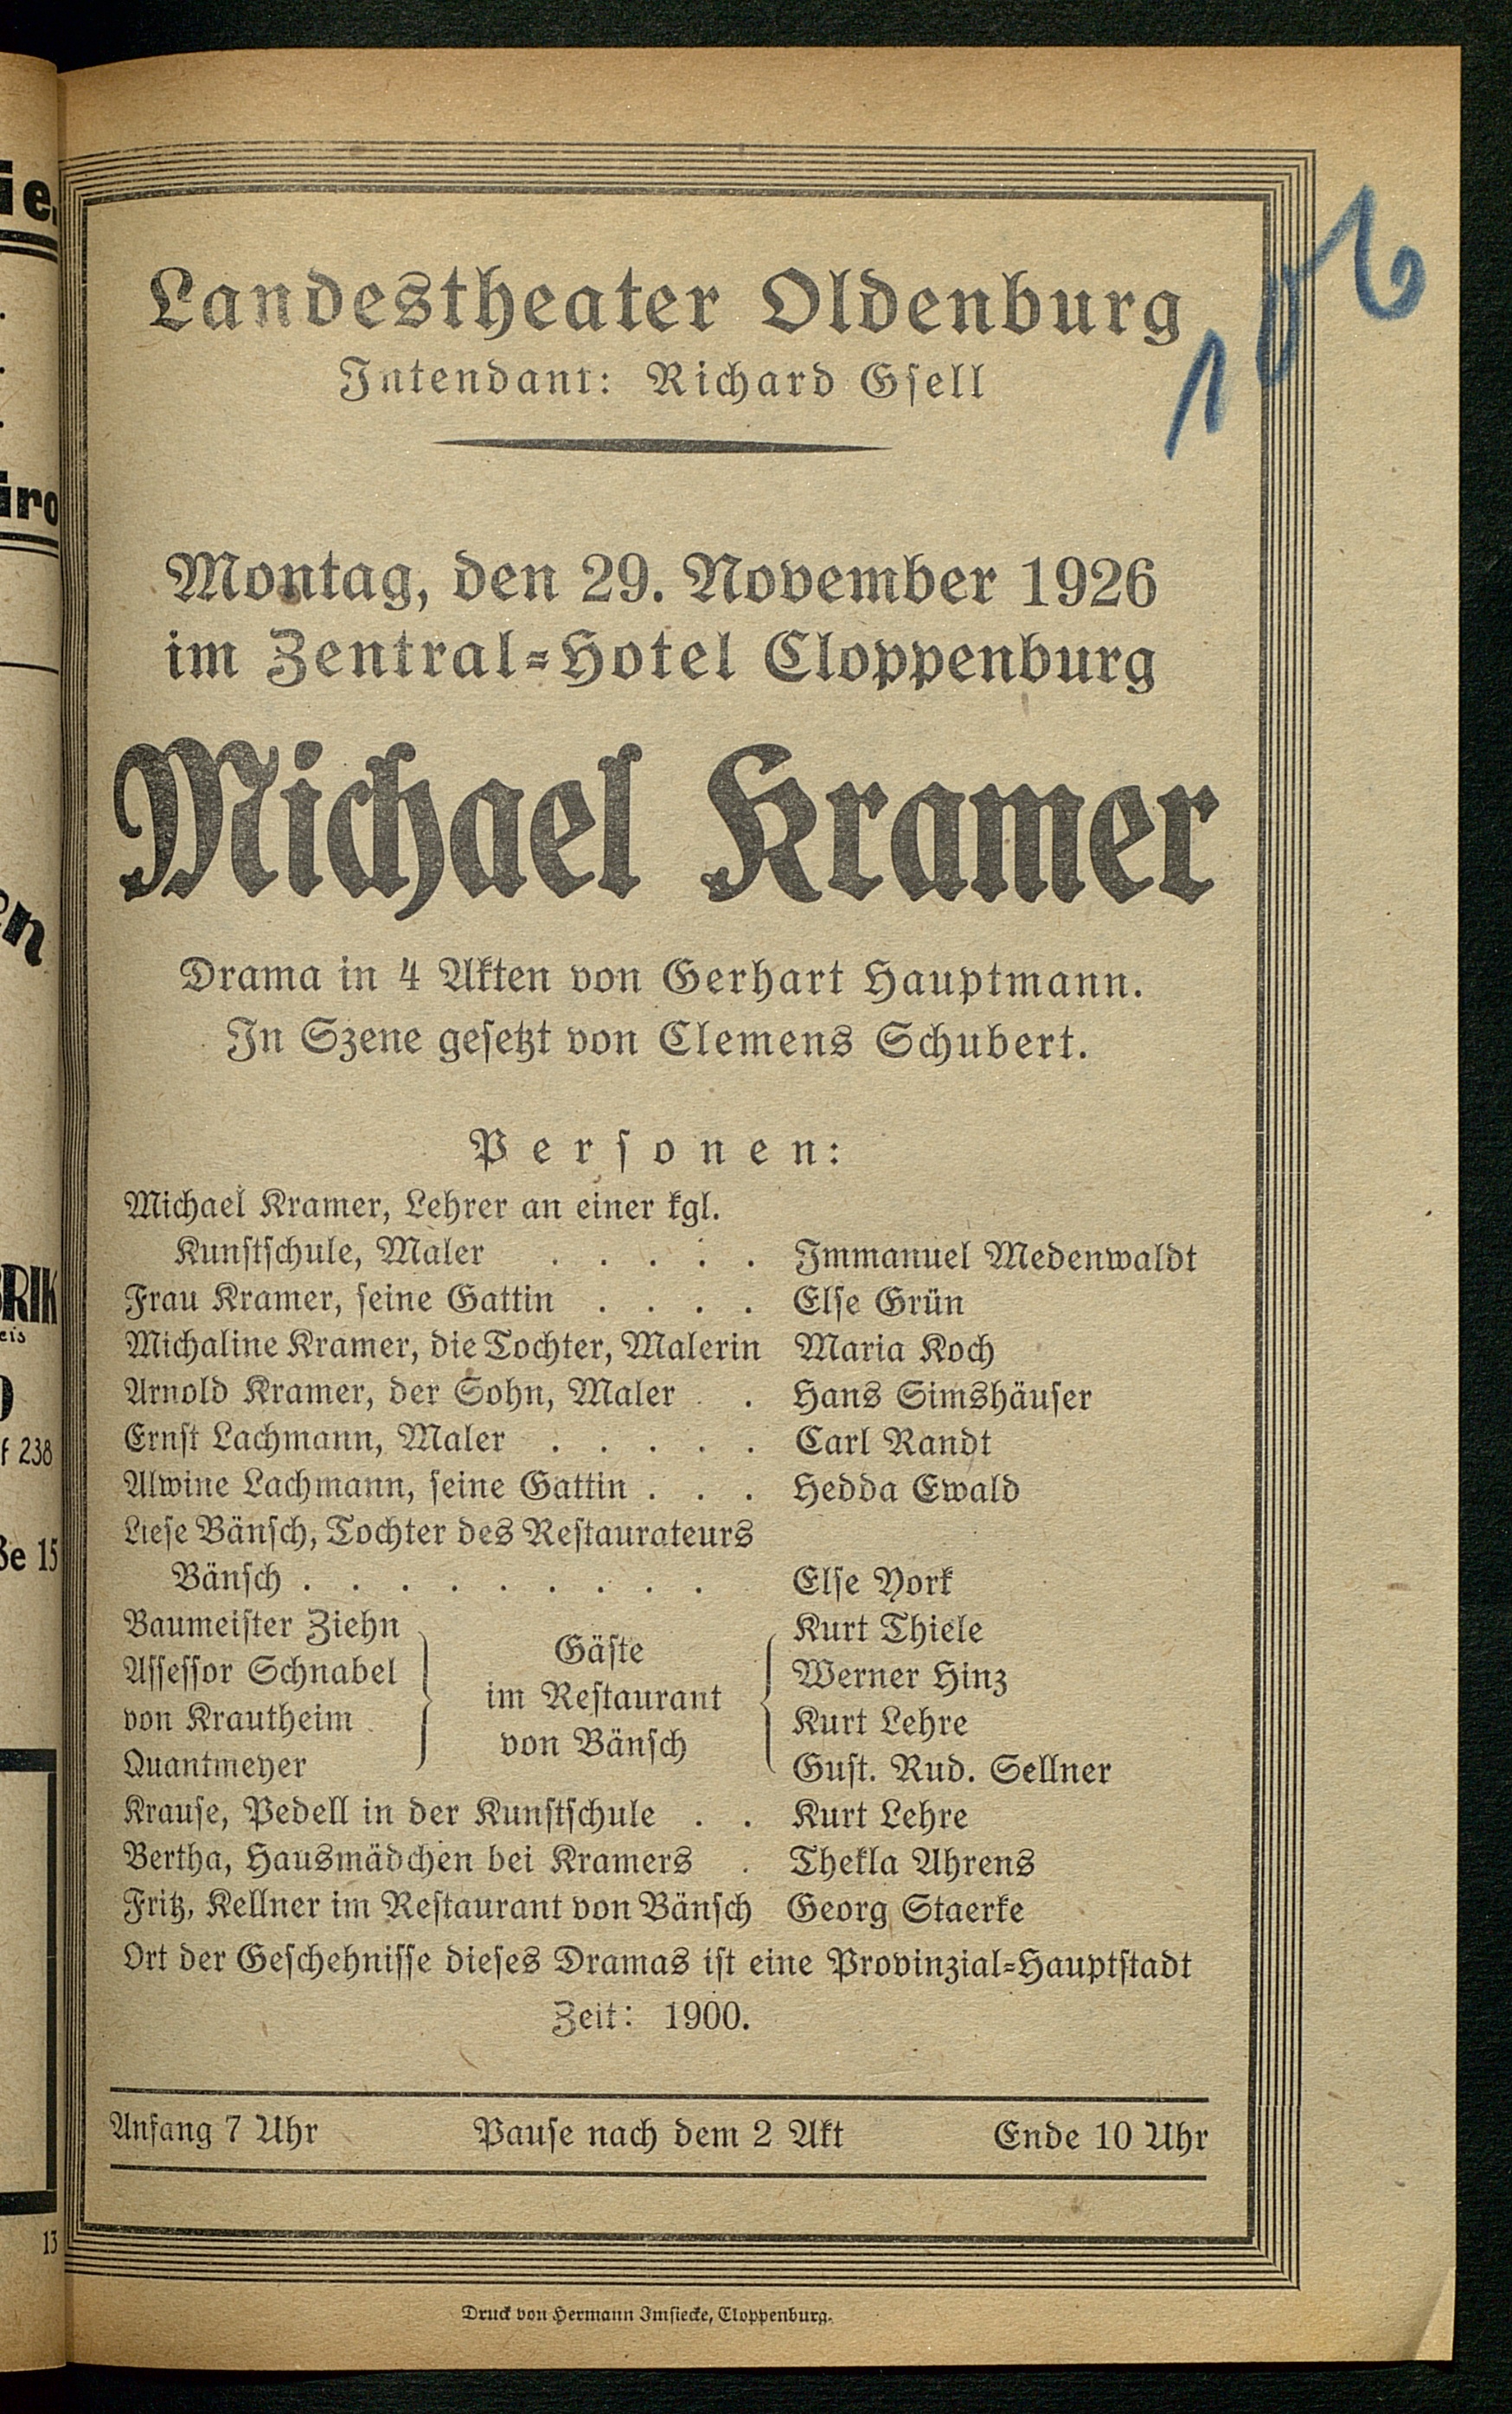 Landestheater Oldenburg
Intendant: Richard Gsell
106
Montag, den 29. November 1926
im Zentral-Hotel Cloppenburg
Michael Kramer
Drama in 4 Akten von Gerhart Hauptmann.
In Szene gesetzt von Clemens Schubert.
Personen:
Michael Kramer, Lehrer an einer kgl.
Kunstschule, Maler . . . . . Immanuel Medenwaldt
Frau Kramer, seine Gattin . . . . Else Grün
Michaline Kramer, die Tochter, Malerin Maria Koch
Arnold Kramer, der Sohn, Maler . . Hans Simshäuser
Ernst Lachmann, Maler . . . . . Carl Randt
Alwine Lachmann, seine Gattin . . . Hedda Ewald
Liese Bänsch, Tochter des Restaurateurs
Bänsch . . . . . . . . . Else York
Baumeister Ziehn
Assessor Schnabel
von Krautheim
Quantmeyer
Gäste
im Restaurant
von Bänsch
Kurt Thiele
Werner Hinz
Kurt Lehre
Gust. Rud. Sellner
Krause, Pedell in der Kunstschule . . Kurt Lehre
Bertha, Hausmädchen bei Kramers . Thekla Ahrens
Fritz, Kellner im Restaurant von Bänsch Georg Staerke
Ort der Geschehnisse dieses Dramas ist eine Provinzial-Hauptstadt
Zeit: 1900.
Anfang 7 Uhr Pause nach dem 2 Akt Ende 10 Uhr
Druck von Hermann Imsiecke, Cloppenburg.
f 238
ße 15
13